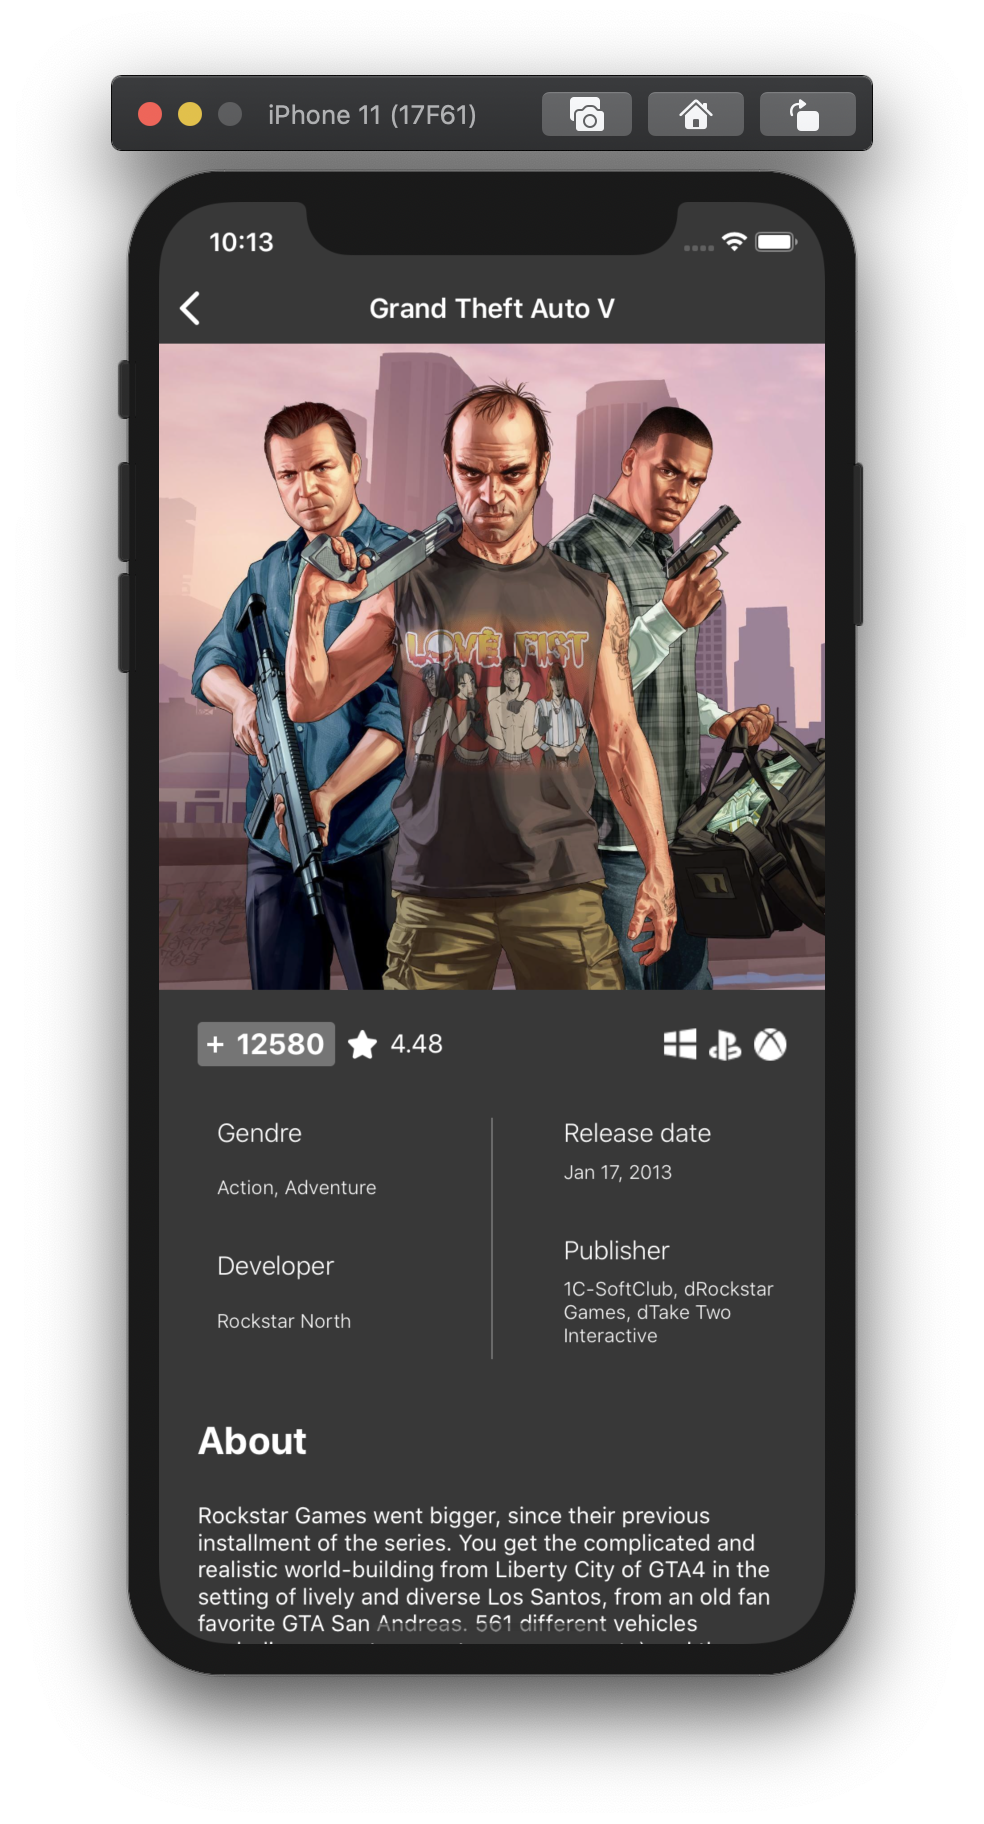 iPhone 11 (17F61)
10:13
Grand Theft Auto V
LOVE FIST
+ 12580 4.48
Gendre
Action, Adventure
Developer
Rockstar North
Release date
Jan 17, 2013
Publisher
1C-SoftClub, dRockstar
Games, dTake Two
Interactive
About
Rockstar Games went bigger, since their previous
installment of the series. You get the complicated and
realistic world-building from Liberty City of GTA4 in the
setting of lively and diverse Los Santos, from an old fan
favorite GTA San Andreas. 561 different vehicles